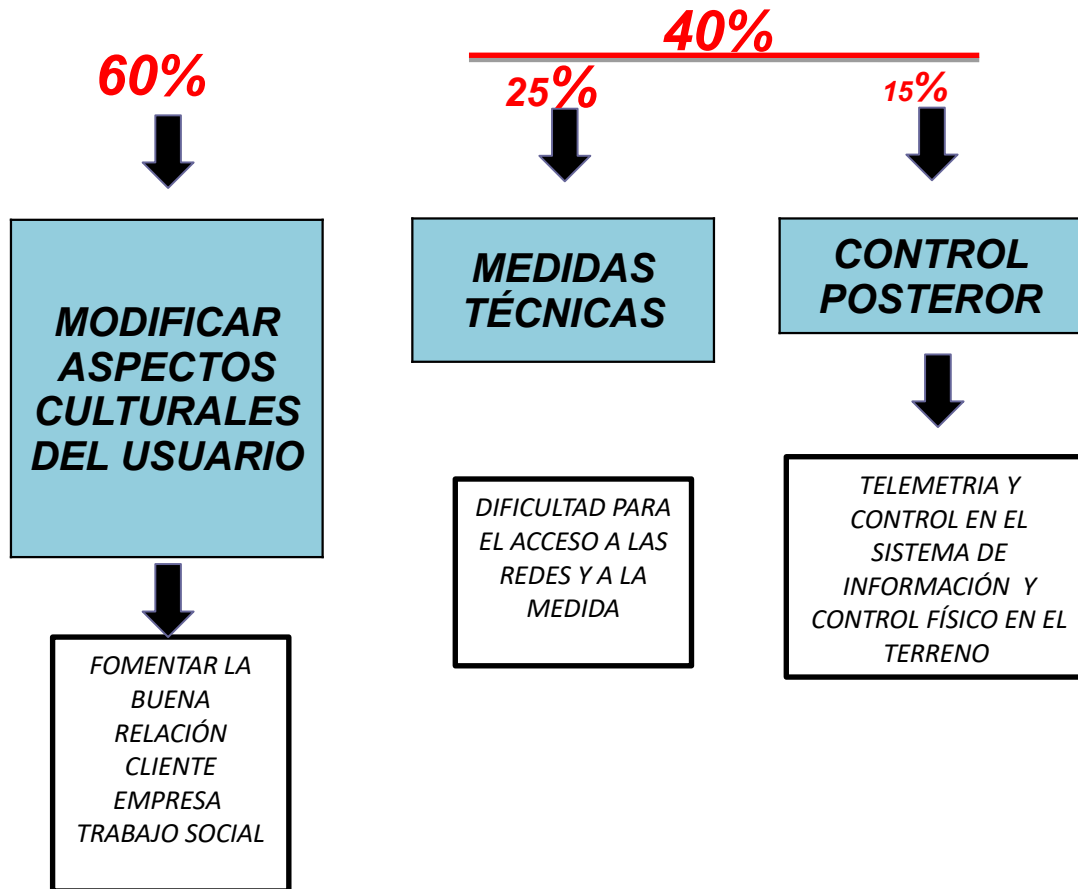 60%
40%
25%
15%
MODIFICAR
ASPECTOS
CULTURALES
DEL USUARIO
MEDIDAS
TÉCNICAS
CONTROL
POSTEROR
FOMENTAR LA
BUENA
RELACIÓN
CLIENTE
EMPRESA
TRABAJO SOCIAL
DIFICULTAD PARA
EL ACCESO A LAS
REDES Y A LA
MEDIDA
TELEMETRIA Y
CONTROL EN EL
SISTEMA DE
INFORMACIÓN Y
CONTROL FÍSICO EN EL
TERRENO